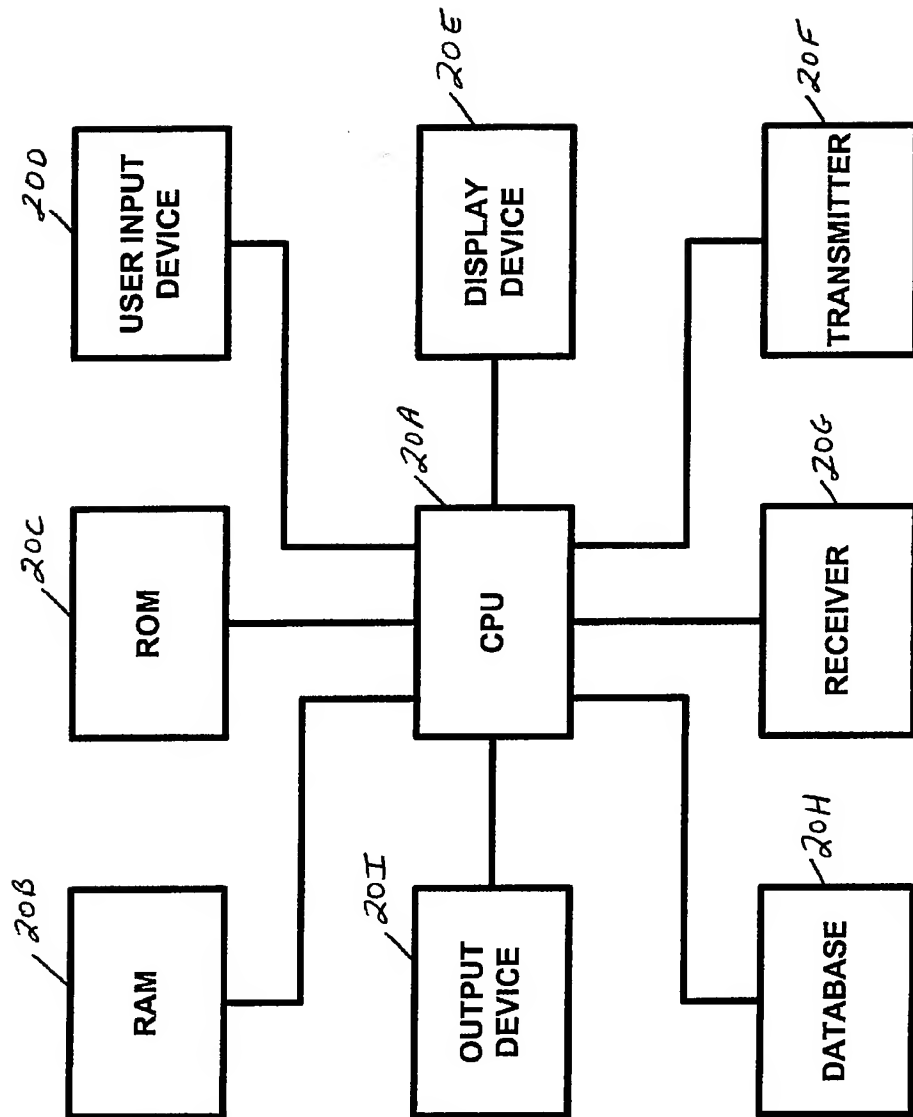 20B
RAM
20C
ROM
20D
USER INPUT
DEVICE
20I
OUTPUT
DEVICE
20A
CPU
20E
DISPLAY
DEVICE
20H
DATABASE
20G
RECEIVER
20F
TRANSMITTER